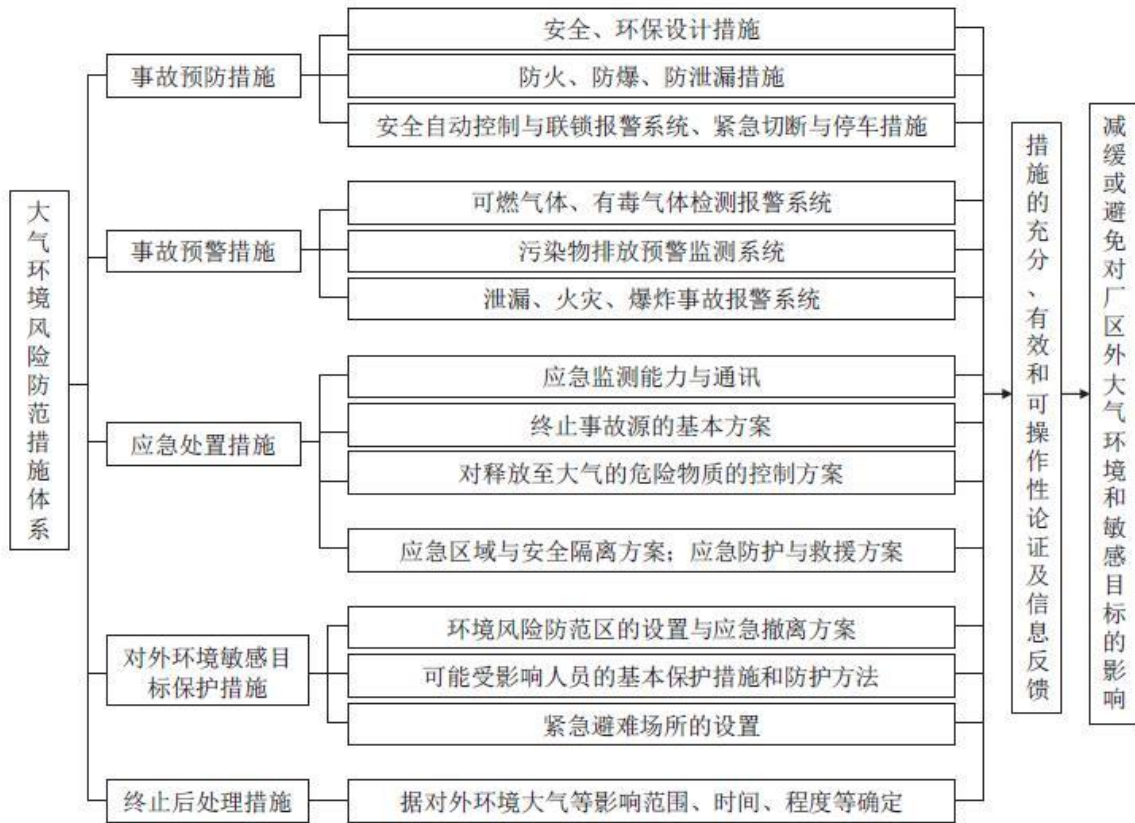 大气环境风险防范措施体系
事故预防措施
安全、环保设计措施
防火、防爆、防泄漏措施
安全自动控制与联锁报警系统、紧急切断与停车措施
事故预警措施
可燃气体、有毒气体检测报警系统
污染物排放预警监测系统
泄漏、火灾、爆炸事故报警系统
应急处置措施
应急监测能力与通讯
终止事故源的基本方案
对释放至大气的危险物质的控制方案
应急区域与安全隔离方案；应急防护与救援方案
对外环境敏感目
标保护措施
环境风险防范区的设置与应急撤离方案
可能受影响人员的基本保护措施和防护方法
紧急避难场所的设置
终止后处理措施
据对外环境大气等影响范围、时间、程度等确定
措施的充分、有效和可操作性论证及信息反馈
减缓或避免对厂区外大气环境和敏感目标的影响